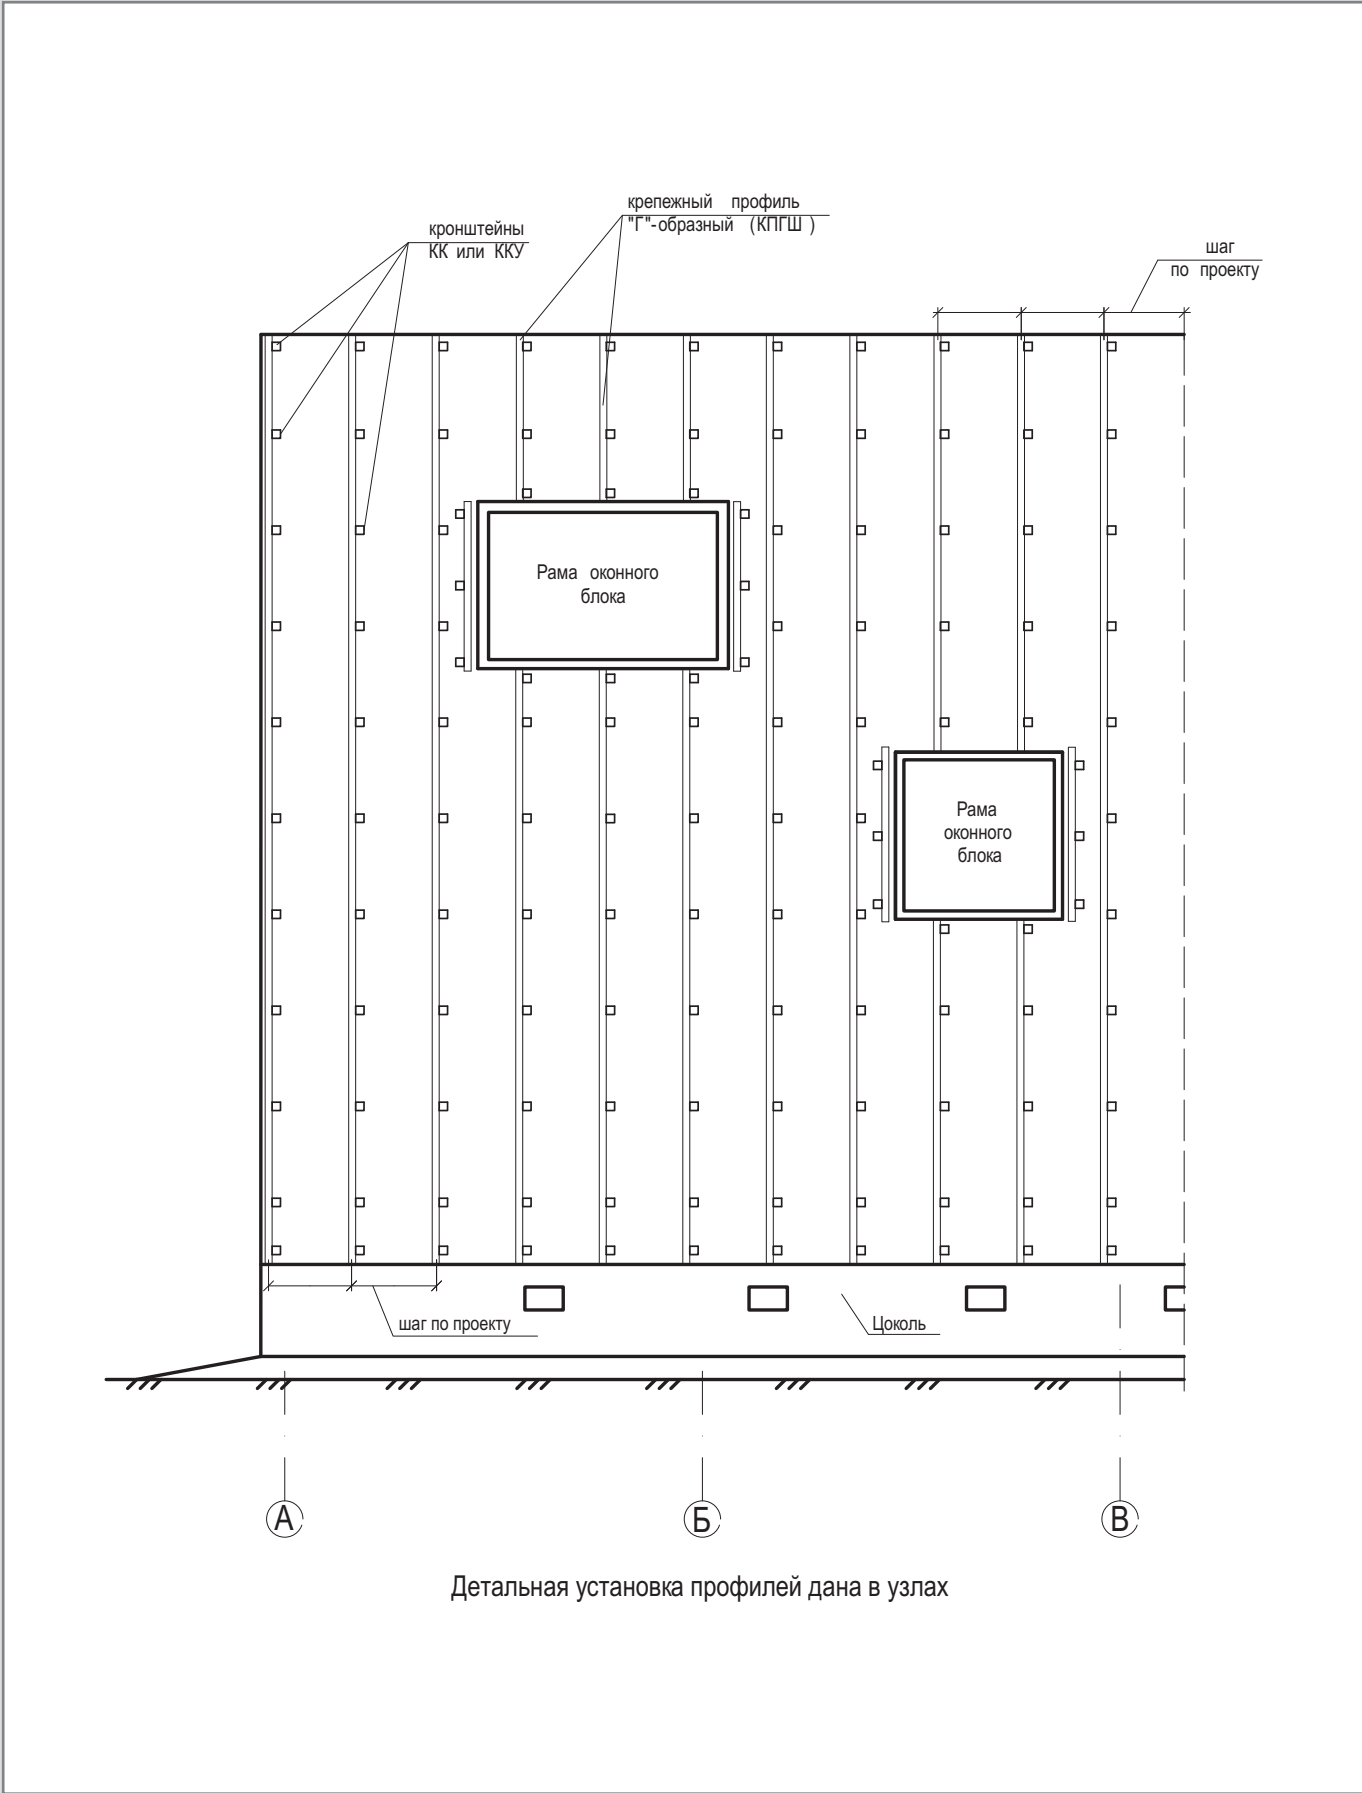 крепежный профиль
"Г"-образный (КПГШ )
кронштейны
КК или ККУ
шаг
по проекту
Рама оконного
блока
Рама
оконного
блока
шаг по проекту
Цоколь
А
Б
В
Детальная установка профилей дана в узлах